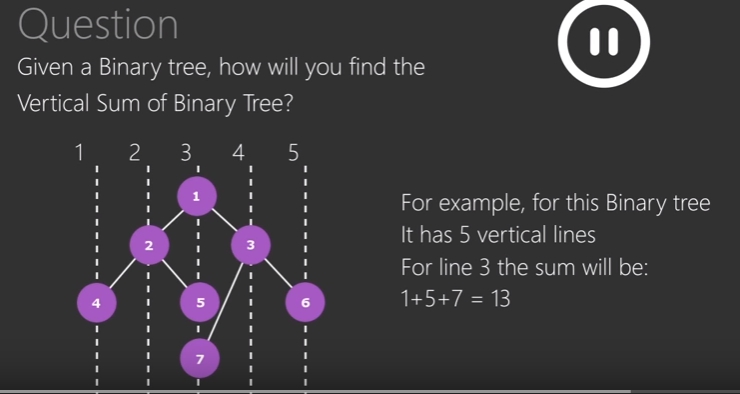 Question
Given a Binary tree, how will you find the
Vertical Sum of Binary Tree?
1 2 3 4 5
1
2 3
4 5 6
7
For example, for this Binary tree
It has 5 vertical lines
For line 3 the sum will be:
1+5+7 = 13